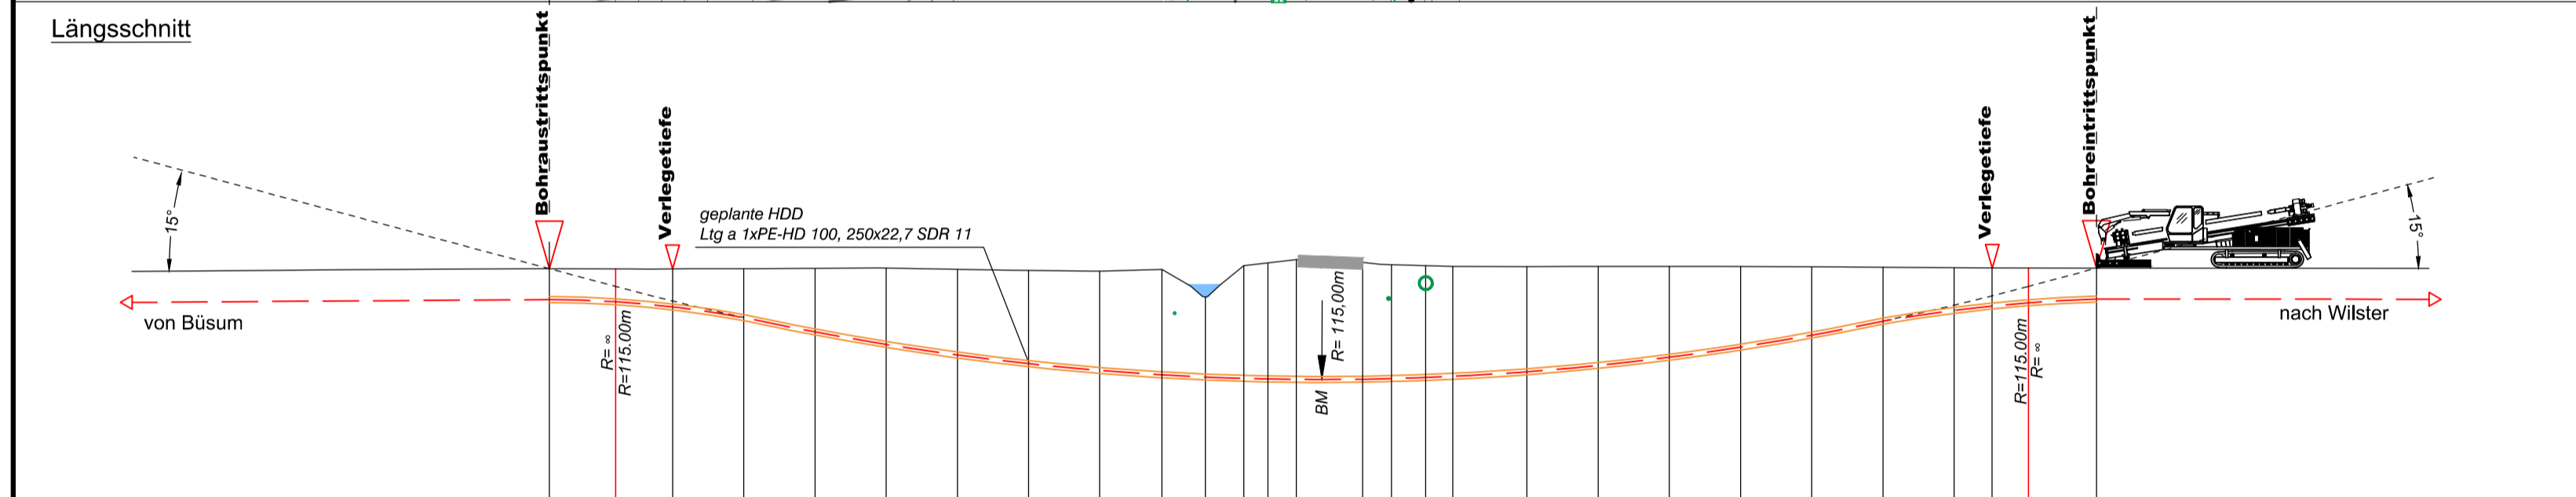 Längsschnitt
Bohraustrittspunkt
Verlegetiefe
Verlegetiefe
Bohreintrittspunkt
15°
geplante HDD
Ltg a 1xPE-HD 100, 250x22,7 SDR 11
15°
von Büsum
R= ∞
R=115.00m
R= 115,00m
BM
R=115.00m
R= ∞
nach Wilster